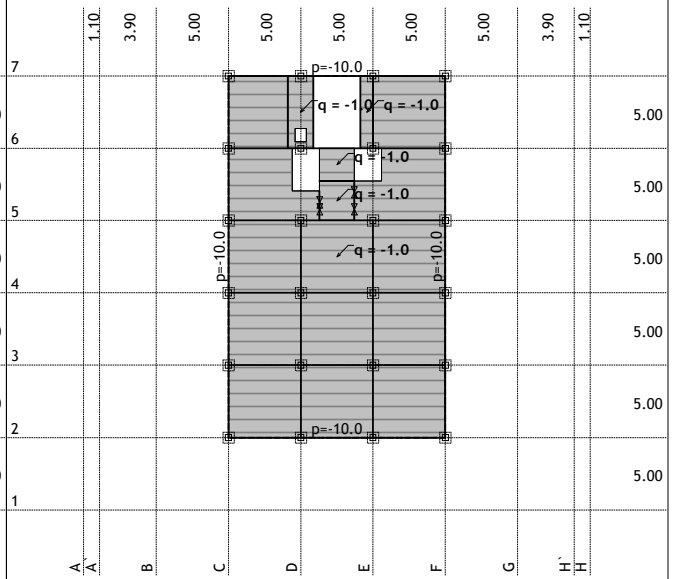 1.10
3.90
5.00
5.00
5.00
5.00
5.00
3.90
1.10
7
p=-10.0
q = -1.0
q = -1.0
5.00
6
q = -1.0
5.00
q = -1.0
5
p=-10.0
q = -1.0
p=-10.0
5.00
4
5.00
3
5.00
2
p=-10.0
5.00
1
A
A`
B
C
D
E
F
G
H`
H